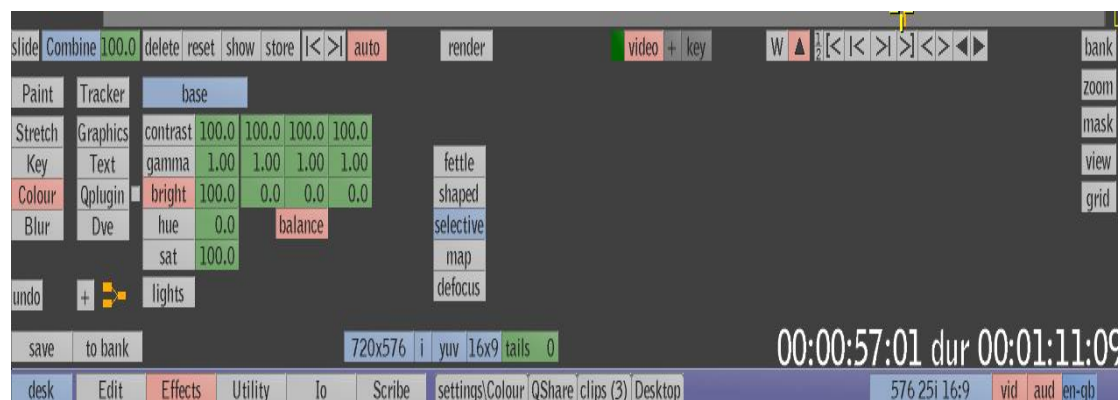 slide Combine 100.0 delete reset show store |< >| auto render video + key W ▲ 1/2 [< |< >| >] < > ◀ ▶ bank
Paint Tracker base zoom
Stretch Graphics contrast 100.0 100.0 100.0 100.0 mask
Key Text gamma 1.00 1.00 1.00 1.00 fettle view
Colour Qplugin bright 100.0 0.0 0.0 0.0 shaped grid
Blur Dve hue 0.0 balance selective
sat 100.0 map
undo + lights defocus
save to bank 720x576 i yuv 16x9 tails 0 00:00:57:01 dur 00:01:11:09
desk Edit Effects Utility Io Scribe settings\Colour QShare clips (3) Desktop 576 25i 16:9 vid aud en-gb